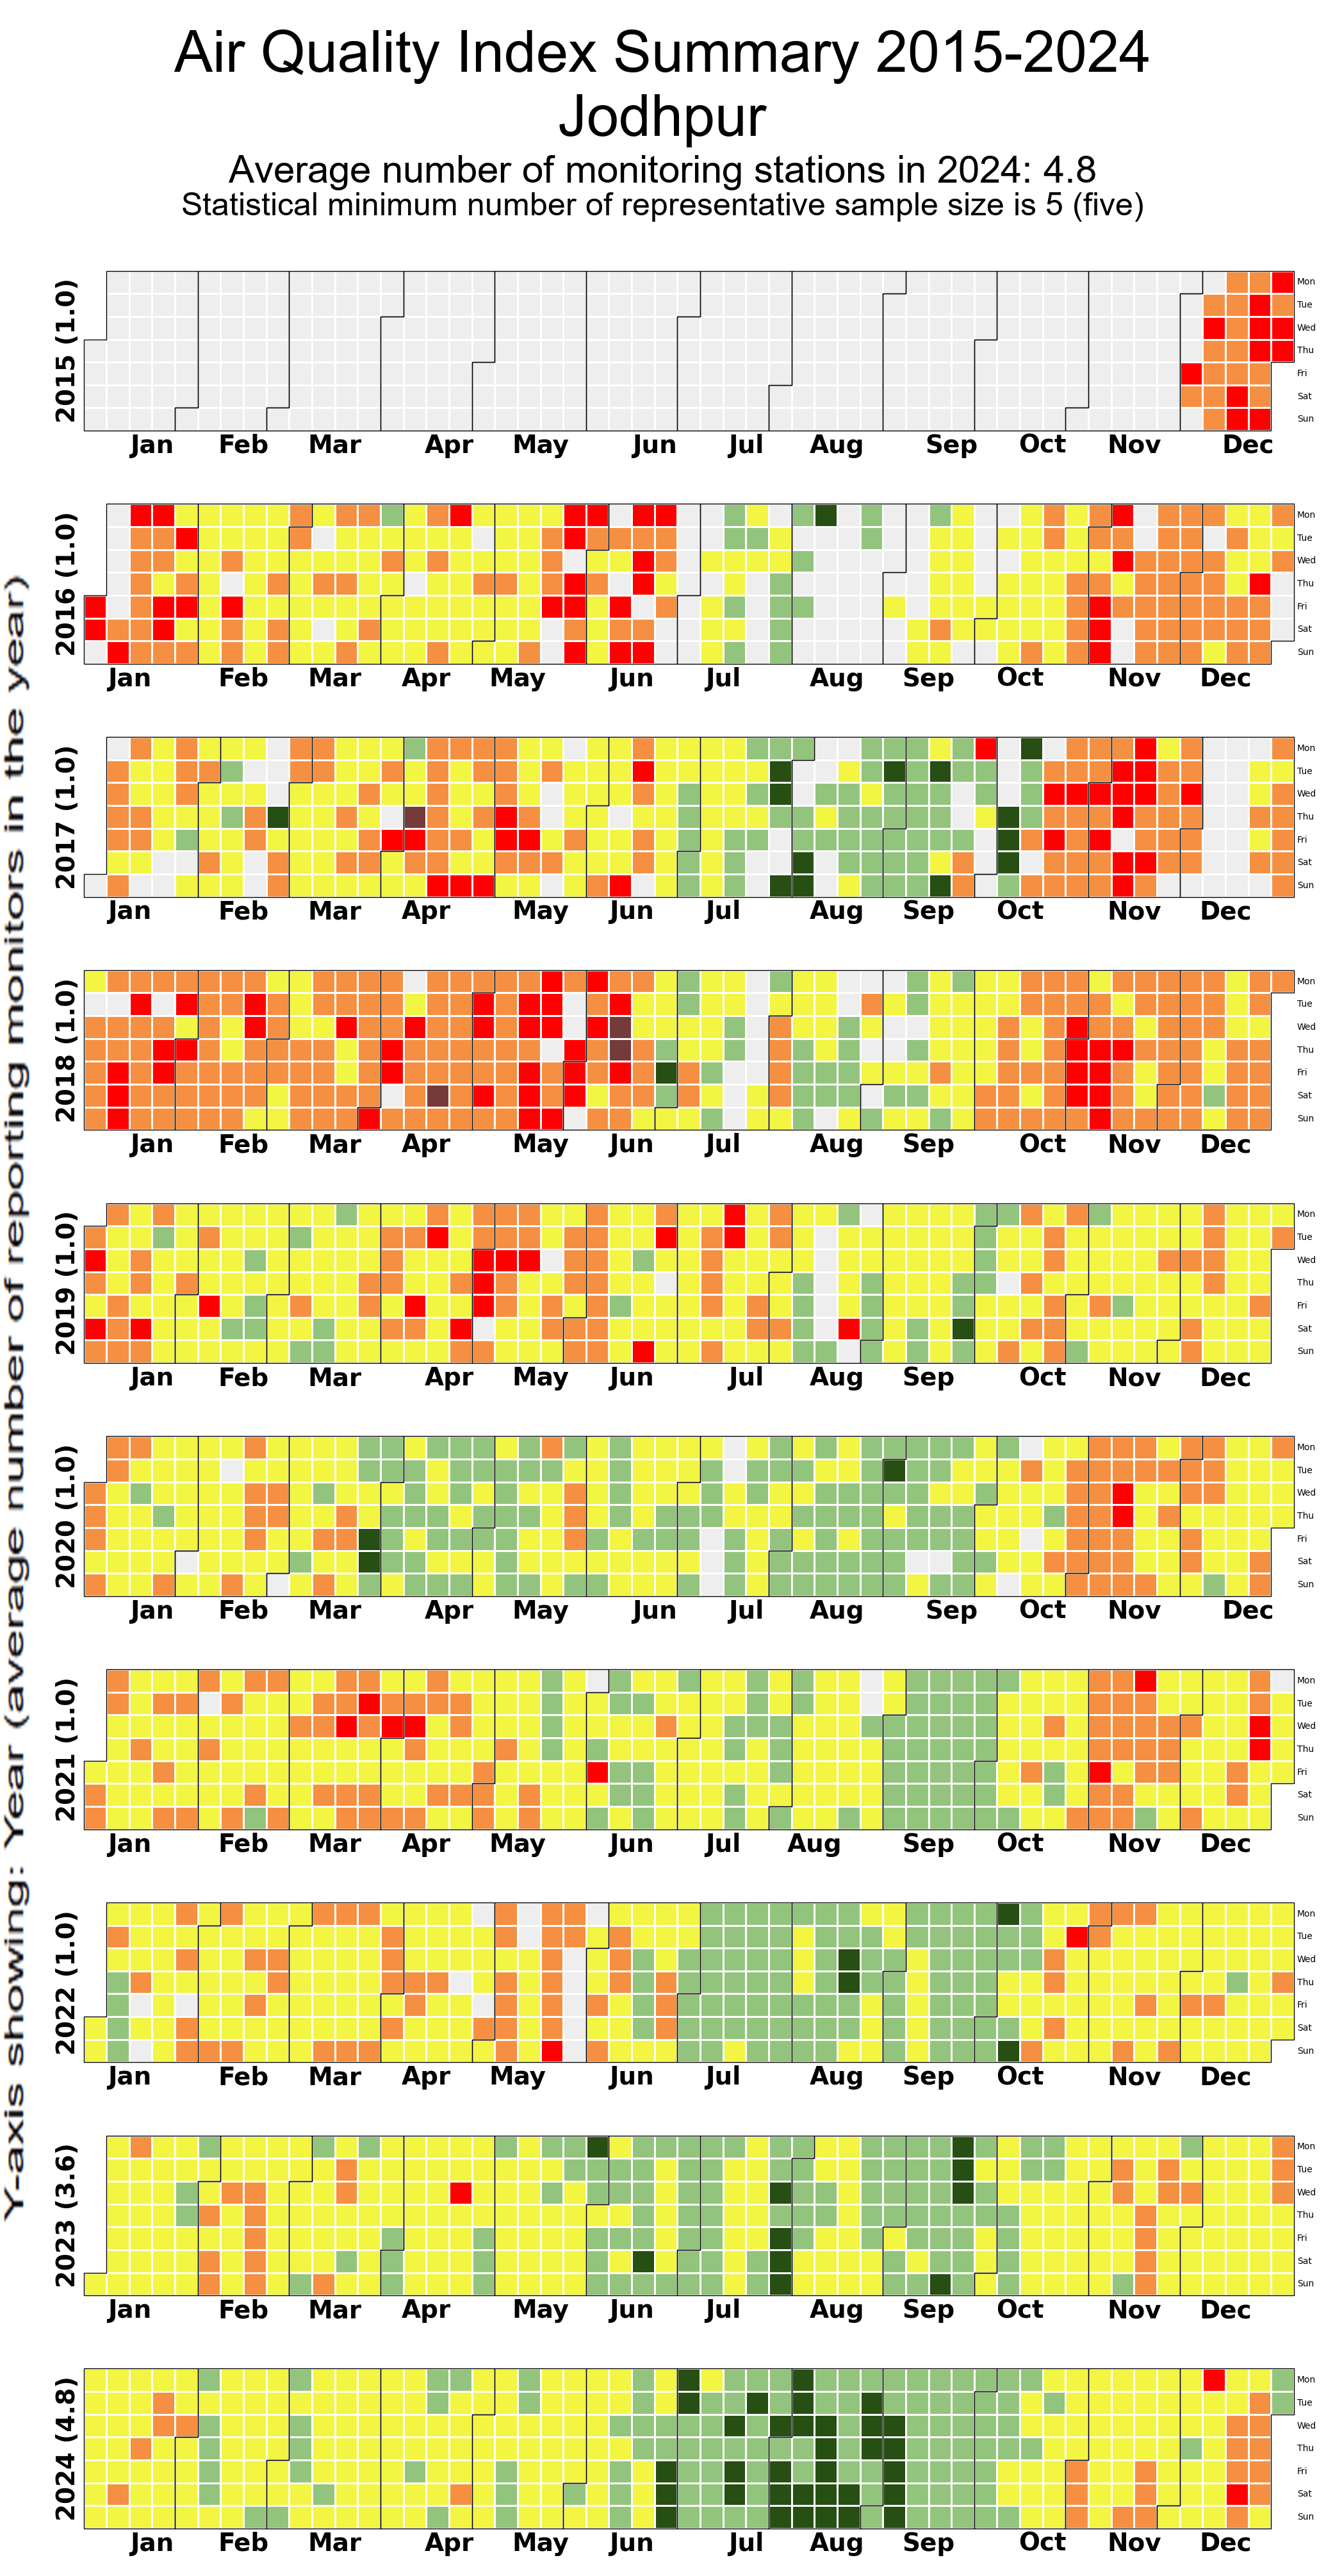 Air Quality Index Summary 2015-2024
Jodhpur
Average number of monitoring stations in 2024: 4.8
Statistical minimum number of representative sample size is 5 (five)
Y-axis showing: Year (average number of reporting monitors in the year)
2015 (1.0)
Mon
Tue
Wed
Thu
Fri
Sat
Sun
Jan Feb Mar Apr May Jun Jul Aug Sep Oct Nov Dec
2016 (1.0)
Mon
Tue
Wed
Thu
Fri
Sat
Sun
Jan Feb Mar Apr May Jun Jul Aug Sep Oct Nov Dec
2017 (1.0)
Mon
Tue
Wed
Thu
Fri
Sat
Sun
Jan Feb Mar Apr May Jun Jul Aug Sep Oct Nov Dec
2018 (1.0)
Mon
Tue
Wed
Thu
Fri
Sat
Sun
Jan Feb Mar Apr May Jun Jul Aug Sep Oct Nov Dec
2019 (1.0)
Mon
Tue
Wed
Thu
Fri
Sat
Sun
Jan Feb Mar Apr May Jun Jul Aug Sep Oct Nov Dec
2020 (1.0)
Mon
Tue
Wed
Thu
Fri
Sat
Sun
Jan Feb Mar Apr May Jun Jul Aug Sep Oct Nov Dec
2021 (1.0)
Mon
Tue
Wed
Thu
Fri
Sat
Sun
Jan Feb Mar Apr May Jun Jul Aug Sep Oct Nov Dec
2022 (1.0)
Mon
Tue
Wed
Thu
Fri
Sat
Sun
Jan Feb Mar Apr May Jun Jul Aug Sep Oct Nov Dec
2023 (3.6)
Mon
Tue
Wed
Thu
Fri
Sat
Sun
Jan Feb Mar Apr May Jun Jul Aug Sep Oct Nov Dec
2024 (4.8)
Mon
Tue
Wed
Thu
Fri
Sat
Sun
Jan Feb Mar Apr May Jun Jul Aug Sep Oct Nov Dec